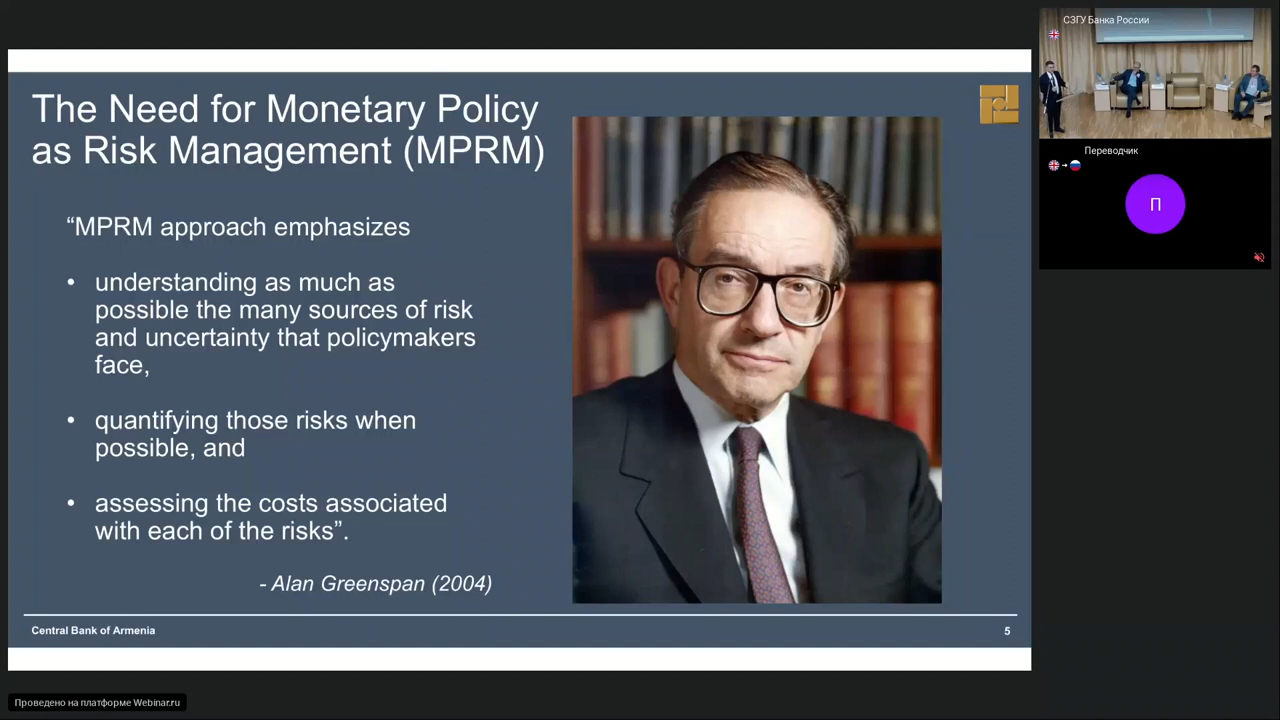 The Need for Monetary Policy
as Risk Management (MPRM)
“MPRM approach emphasizes
• understanding as much as
possible the many sources of risk
and uncertainty that policymakers
face,
• quantifying those risks when
possible, and
• assessing the costs associated
with each of the risks”.
- Alan Greenspan (2004)
Central Bank of Armenia
5
СЗГУ Банка России
Переводчик
П
Проведено на платформе Webinar.ru